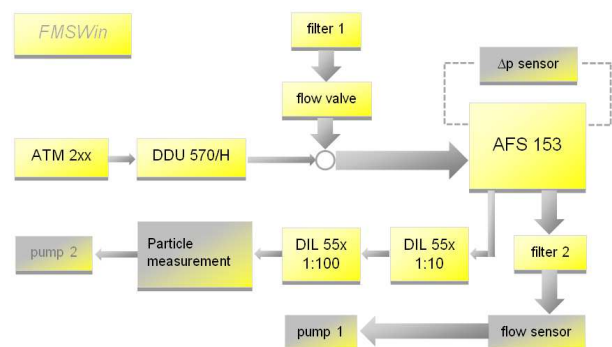 FMSWin
filter 1
Δp sensor
flow valve
ATM 2xx
DDU 570/H
AFS 153
pump 2
Particle
measurement
DIL 55x
1:100
DIL 55x
1:10
filter 2
pump 1
flow sensor